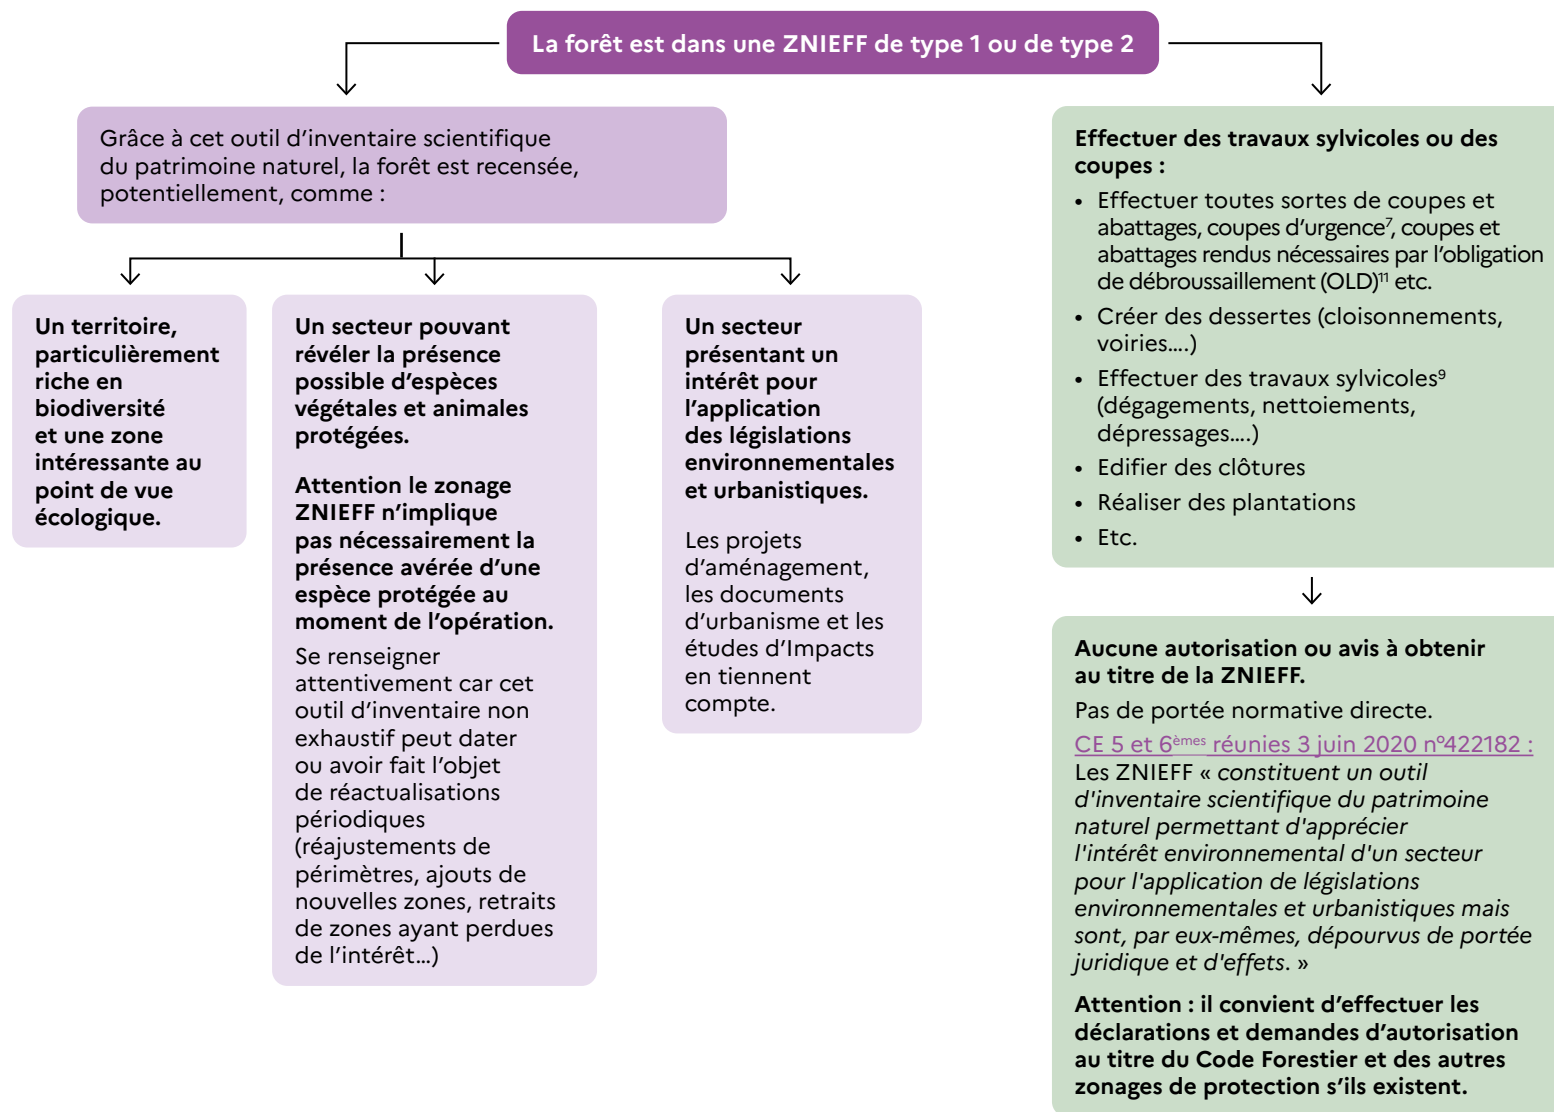 La forêt est dans une ZNIEFF de type 1 ou de type 2
Grâce à cet outil d'inventaire scientifique
du patrimoine naturel, la forêt est recensée,
potentiellement, comme :
Un territoire,
particulièrement
riche en
biodiversité
et une zone
intéressante au
point de vue
écologique.
Un secteur pouvant
révéler la présence
possible d'espèces
végétales et animales
protégées.
Attention le zonage
ZNIEFF n'implique
pas nécessairement la
présence avérée d'une
espèce protégée au
moment de l'opération.
Se renseigner
attentivement car cet
outil d'inventaire non
exhaustif peut dater
ou avoir fait l'objet
de réactualisations
périodiques
(réajustements de
périmètres, ajouts de
nouvelles zones, retraits
de zones ayant perdues
de l'intérêt...)
Un secteur
présentant un
intérêt pour
l'application
des législations
environnementales
et urbanistiques.
Les projets
d'aménagement,
les documents
d'urbanisme et les
études d'Impacts
en tiennent
compte.
Effectuer des travaux sylvicoles ou des
coupes :
• Effectuer toutes sortes de coupes et
abattages, coupes d'urgence⁷, coupes et
abattages rendus nécessaires par l'obligation
de débroussaillement (OLD)¹¹ etc.
• Créer des dessertes (cloisonnements,
voiries....)
• Effectuer des travaux sylvicoles⁹
(dégagements, nettoiements,
dépressages....)
• Edifier des clôtures
• Réaliser des plantations
• Etc.
Aucune autorisation ou avis à obtenir
au titre de la ZNIEFF.
Pas de portée normative directe.
CE 5 et 6èmes réunies 3 juin 2020 n°422182 :
Les ZNIEFF « constituent un outil
d'inventaire scientifique du patrimoine
naturel permettant d'apprécier
l'intérêt environnemental d'un secteur
pour l'application de législations
environnementales et urbanistiques mais
sont, par eux-mêmes, dépourvus de portée
juridique et d'effets. »
Attention : il convient d'effectuer les
déclarations et demandes d'autorisation
au titre du Code Forestier et des autres
zonages de protection s'ils existent.